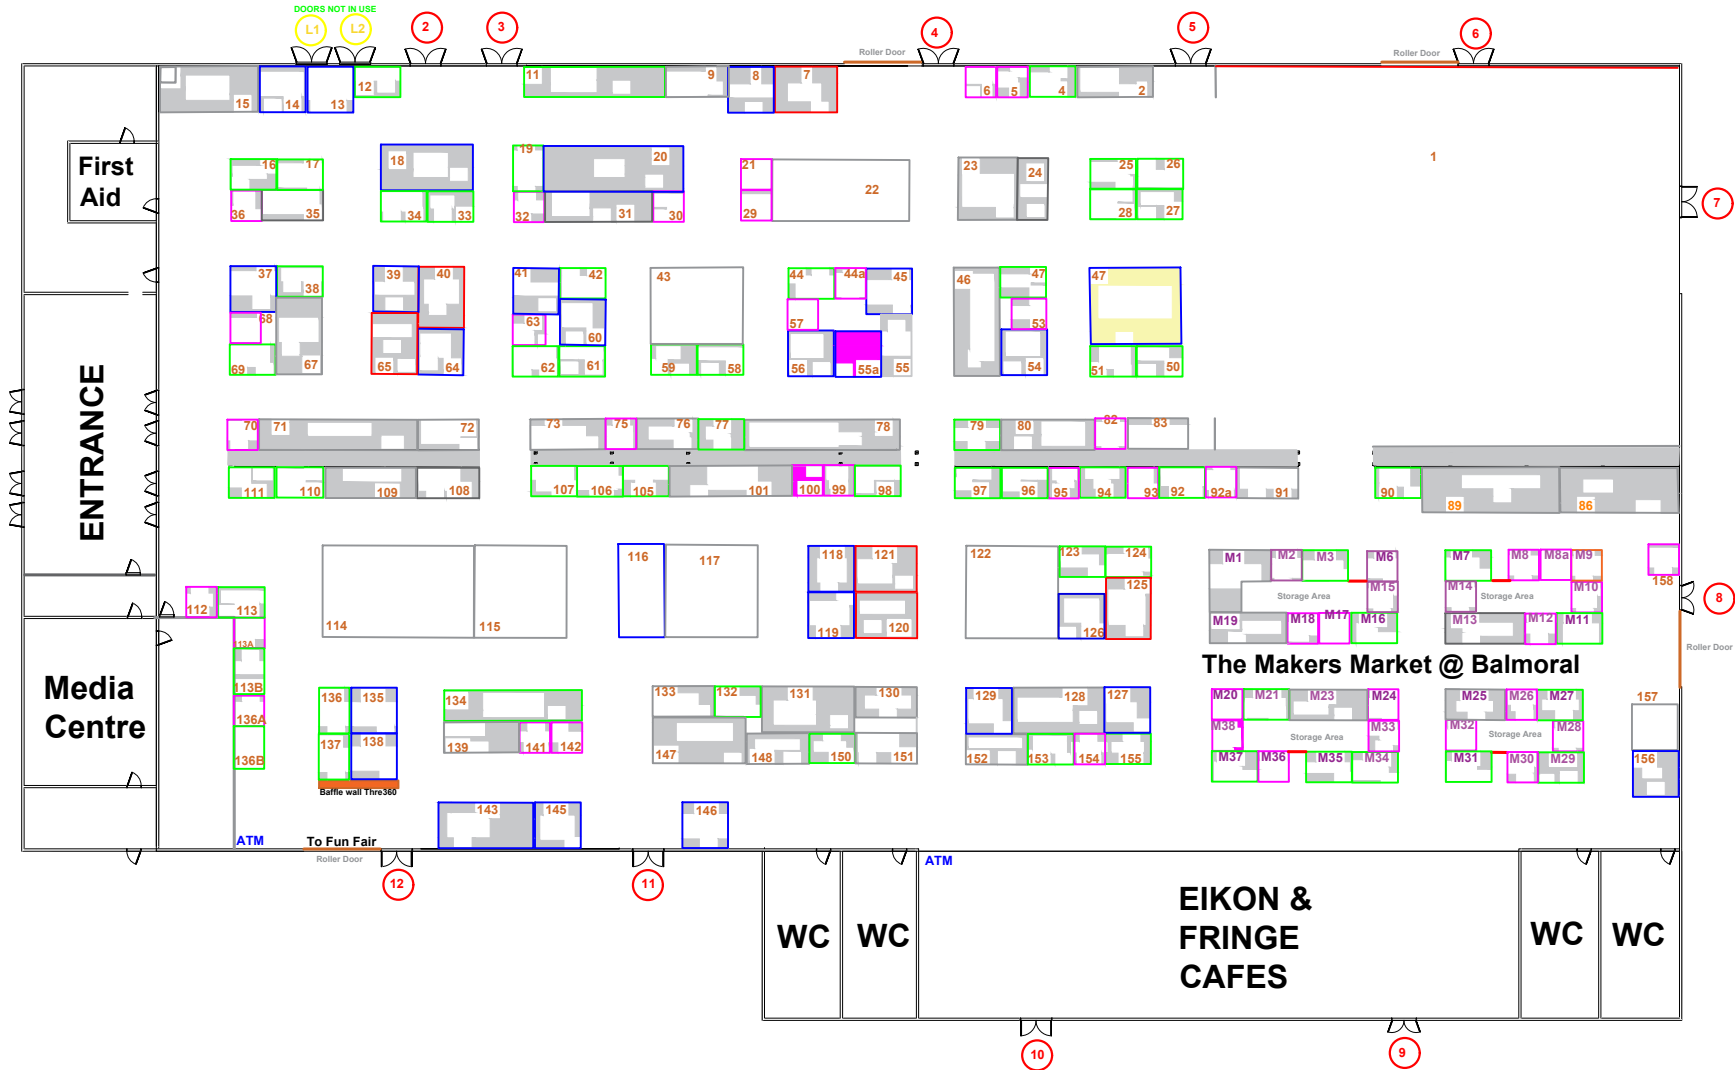 DOORS NOT IN USE
L1
L2
2
3
4
5
6
Roller Door
Roller Door
15
14
13
12
11
9
8
7
6
5
4
2
First
Aid
16
17
18
19
20
21
22
23
24
25
26
1
7
36
35
34
33
32
31
30
29
28
27
37
38
39
40
41
42
43
44
44a
45
46
47
47
68
63
60
57
53
69
67
65
64
62
61
59
58
56
55a
55
54
51
50
ENTRANCE
70
71
72
73
75
76
77
78
79
80
82
83
111
110
109
108
107
106
105
101
100
99
98
97
96
95
94
93
92
92a
91
90
89
86
114
115
116
117
118
121
119
120
122
123
124
125
126
M1
M2
M3
M6
M7
M8
M8a
M9
158
Storage Area
M15
M14
Storage Area
M10
M19
M18
M17
M16
M13
M12
M11
8
112
113
113A
113B
136A
136B
The Makers Market @ Balmoral
Roller Door
Media
Centre
136
135
137
138
Baffle wall Thre360
134
139
141
142
133
132
131
130
147
148
150
151
129
128
127
152
153
154
155
M20
M21
M23
M24
M25
M26
M27
157
M38
Storage Area
M33
M32
Storage Area
M28
M37
M36
M35
M34
M31
M30
M29
156
143
145
146
ATM
To Fun Fair
Roller Door
12
11
ATM
WC
WC
EIKON &
FRINGE
CAFES
WC
WC
10
9